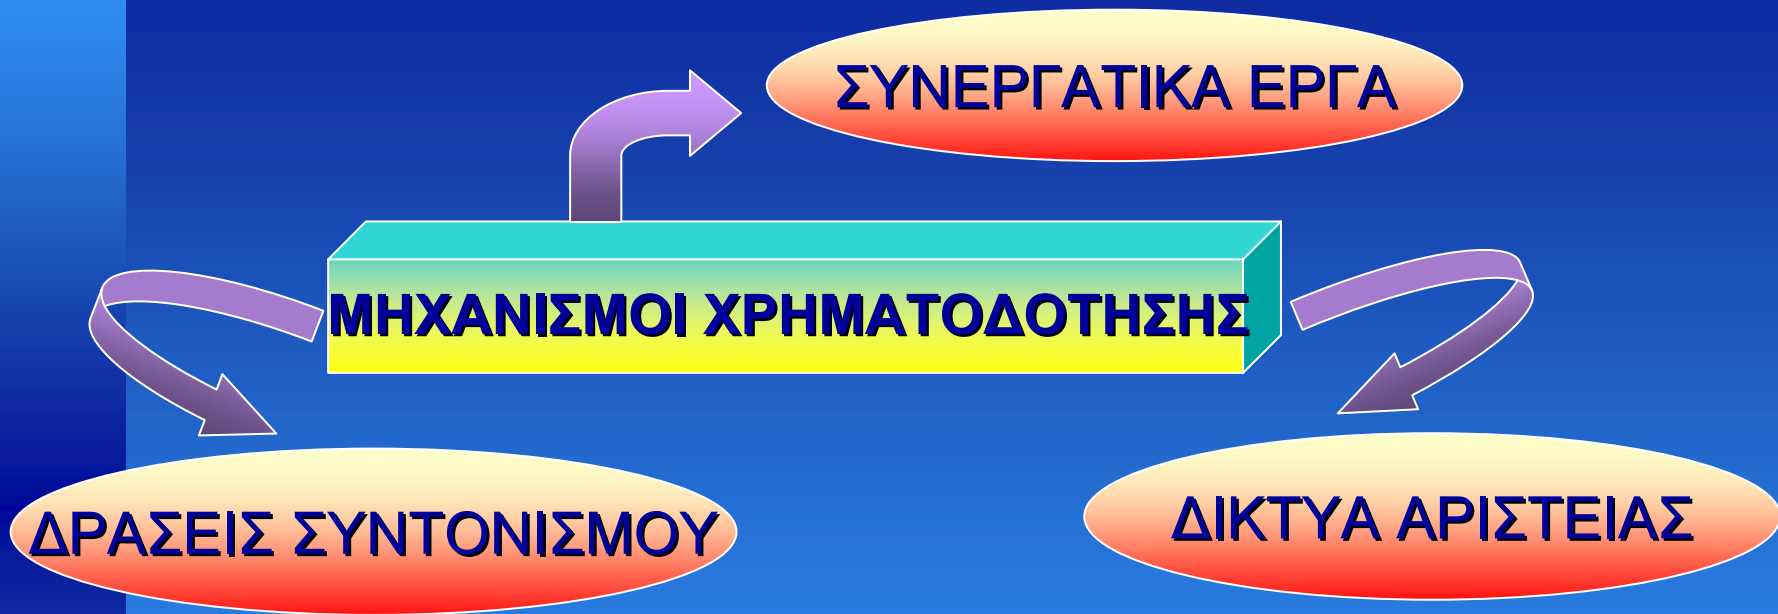 ΣΥΝΕΡΓΑΤΙΚΑ ΕΡΓΑ
ΜΗΧΑΝΙΣΜΟΙ ΧΡΗΜΑΤΟΔΟΤΗΣΗΣ
ΔΡΑΣΕΙΣ ΣΥΝΤΟΝΙΣΜΟΥ
ΔΙΚΤΥΑ ΑΡΙΣΤΕΙΑΣ